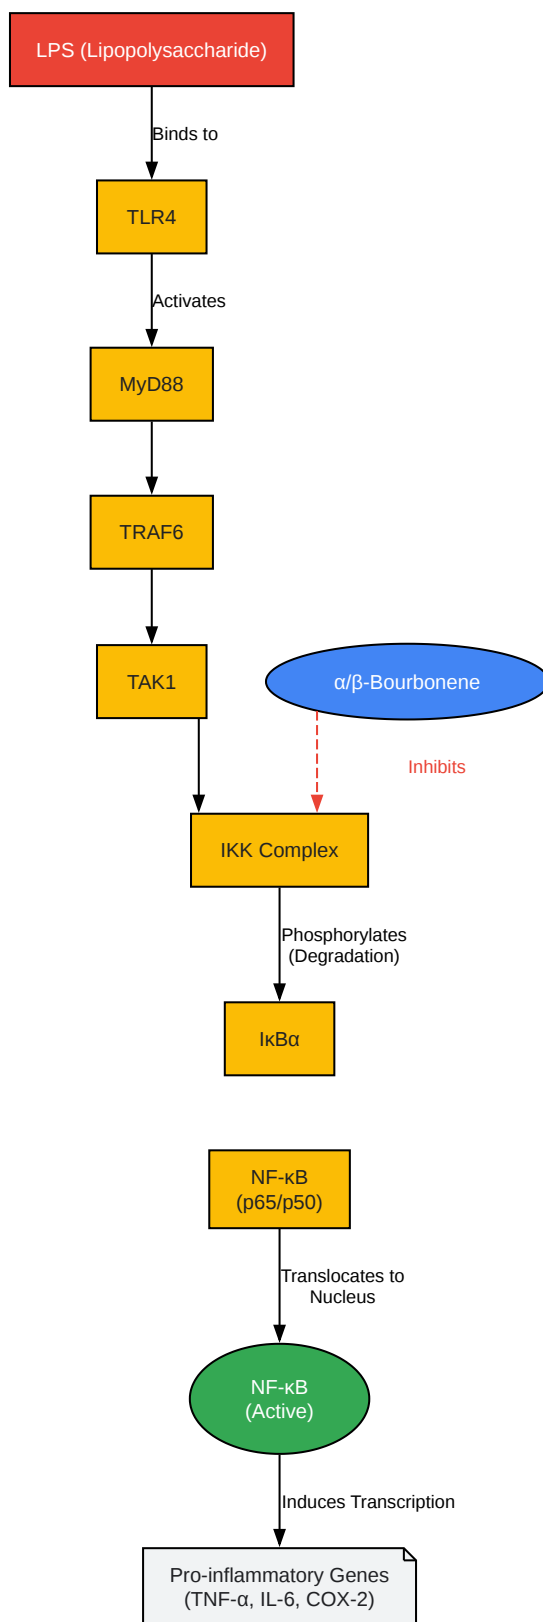 LPS (Lipopolysaccharide)
Binds to
TLR4
Activates
MyD88
TRAF6
TAK1
α/β-Bourbonene
Inhibits
IKK Complex
Phosphorylates
(Degradation)
IκBα
NF-κB
(p65/p50)
Translocates to
Nucleus
NF-κB
(Active)
Induces Transcription
Pro-inflammatory Genes
(TNF-α, IL-6, COX-2)